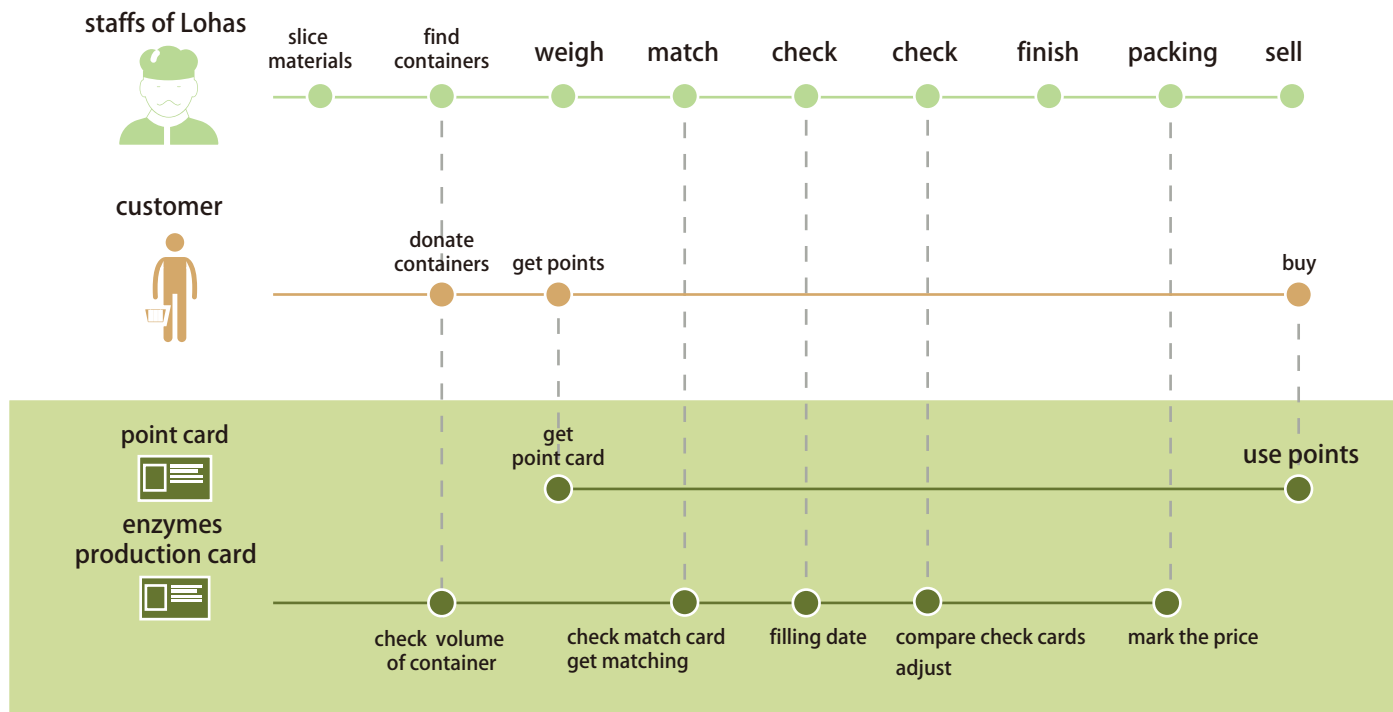 staffs of Lohas
slice
materials
find
containers
weigh
match
check
check
finish
packing
sell
customer
donate
containers
get points
buy
point card
get
point card
use points
enzymes
production card
check volume
of container
check match card
get matching
filling date
compare check cards
adjust
mark the price